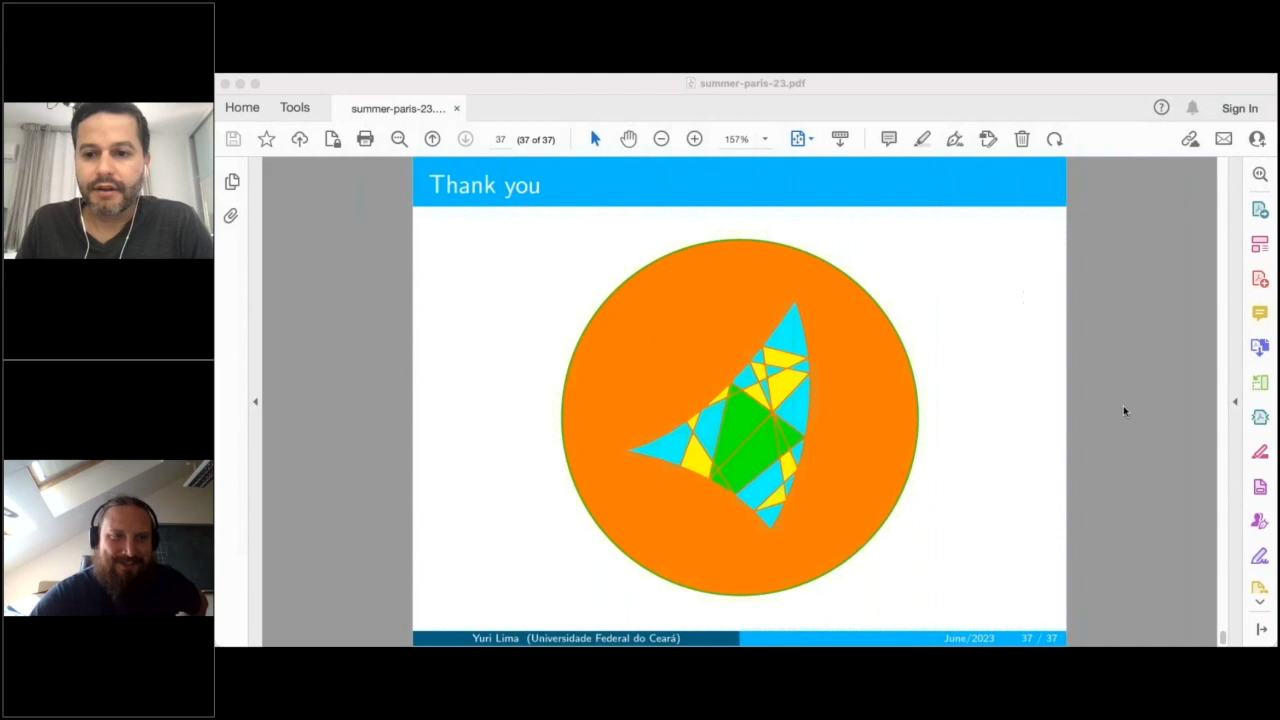 summer-paris-23.pdf
Home Tools summer-paris-23.... × Sign In
37 (37 of 37) 157%
Thank you
Yuri Lima (Universidade Federal do Ceará) June/2023 37 / 37